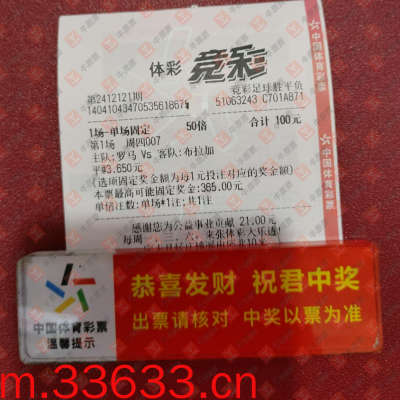 体彩 竞彩
第24121期
竞彩足球胜平负
51063243 C701A871
1场-单场固定 50倍 合计 100元
第1场 周四007
主队:罗马 Vs 客队:布拉加
平@3.650元
(选项固定奖金额为每1元投注对应的奖金额)
本票最高可能固定奖金:365.00元
单倍注数:单场*1注;共1注
感谢您为公益事业贡献 21.00元
恭喜发财 祝君中奖
出票请核对 中奖以票为准
中国体育彩票
温馨提示
中国体育彩票
中国体育彩票
m.33633.cn